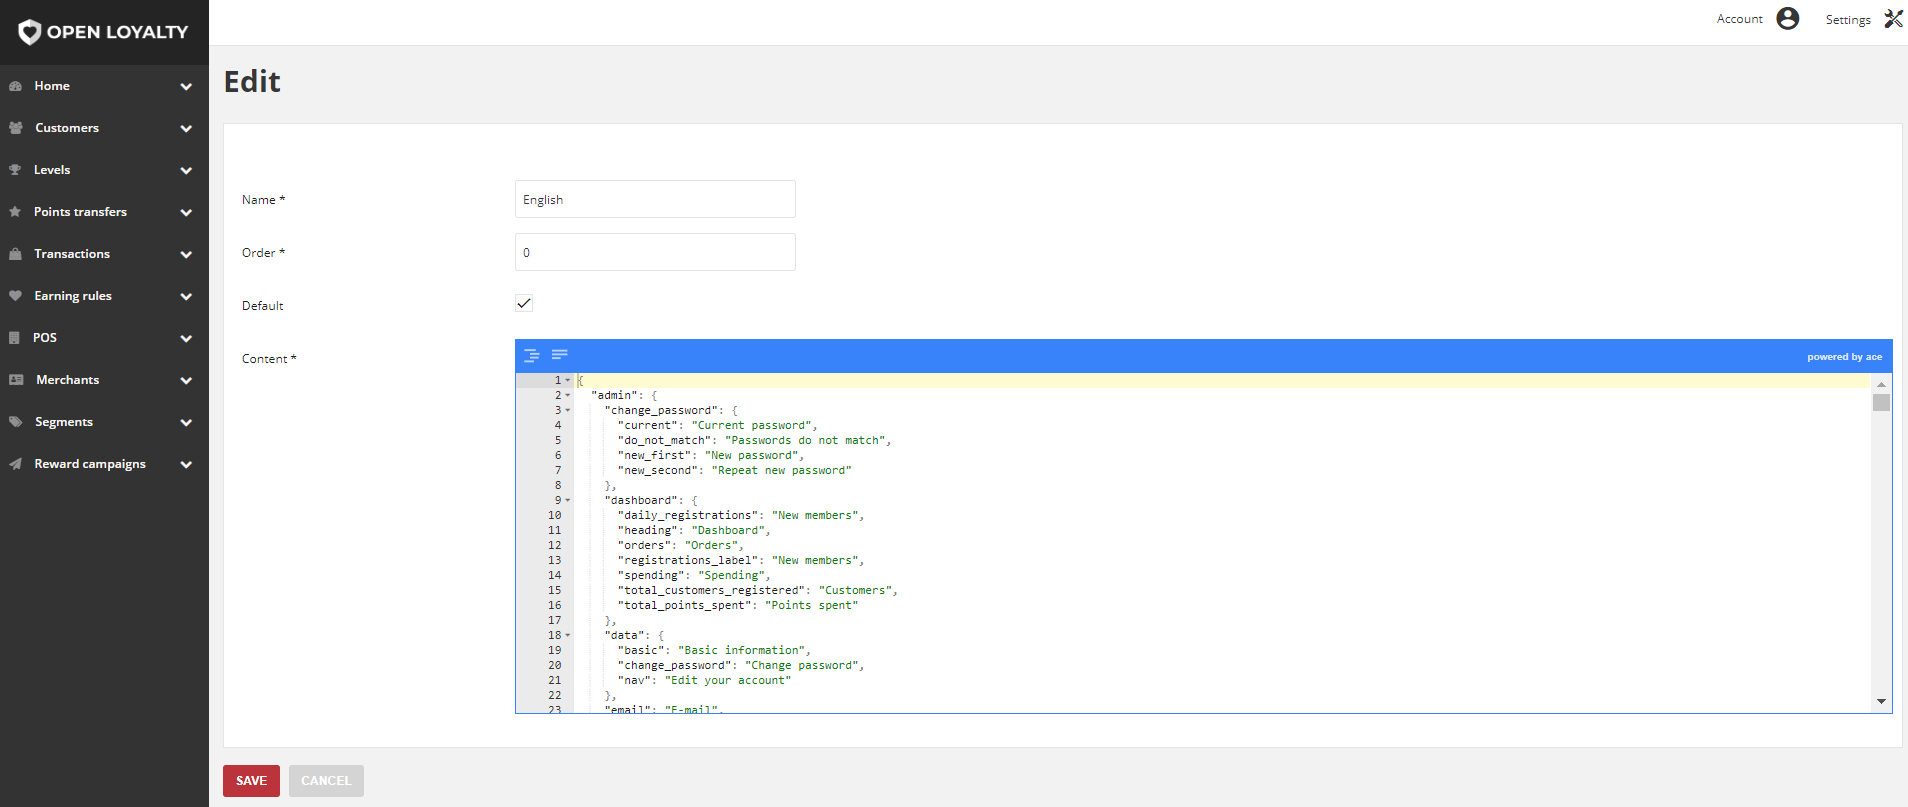 OPEN LOYALTY
Account
Settings
Home
Customers
Levels
Points transfers
Transactions
Earning rules
POS
Merchants
Segments
Reward campaigns
Edit
Name *
English
Order *
0
Default
Content *
powered by ace
1 {
2 "admin": {
3 "change_password": {
4 "current": "Current password",
5 "do_not_match": "Passwords do not match",
6 "new_first": "New password",
7 "new_second": "Repeat new password"
8 },
9 "dashboard": {
10 "daily_registrations": "New members",
11 "heading": "Dashboard",
12 "orders": "Orders",
13 "registrations_label": "New members",
14 "spending": "Spending",
15 "total_customers_registered": "Customers",
16 "total_points_spent": "Points spent"
17 },
18 "data": {
19 "basic": "Basic information",
20 "change_password": "Change password",
21 "nav": "Edit your account"
22 },
23 "email": "E-mail",
SAVE
CANCEL